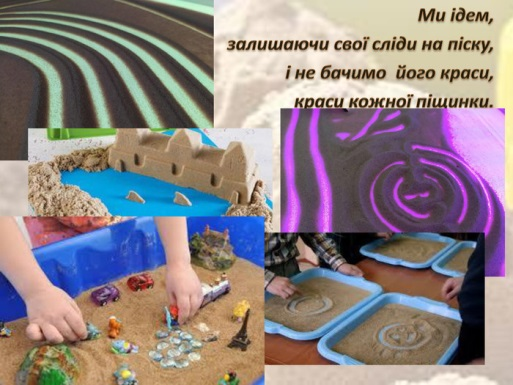 Ми ідем,
залишаючи свої сліди на піску,
і не бачимо його краси,
краси кожної піщинки.